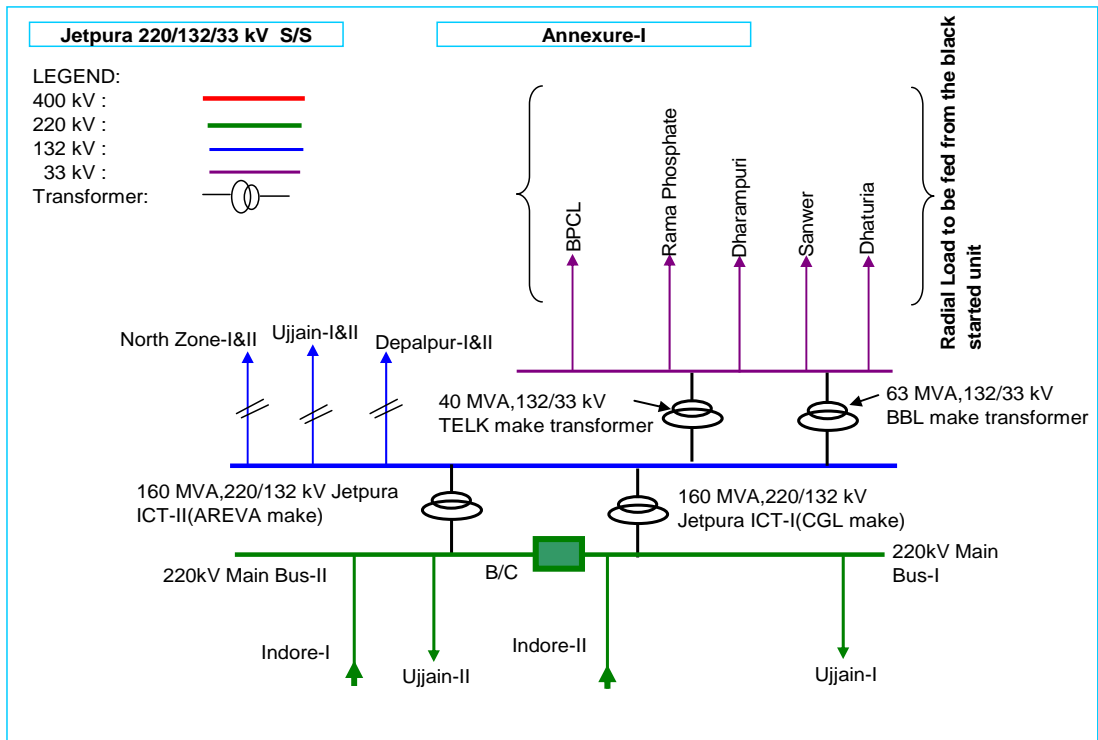 Jetpura 220/132/33 kV  S/S
Annexure-I
LEGEND:
400 kV :
220 kV :
132 kV :
33 kV :
Transformer:
BPCL
Rama Phosphate
Dharampuri
Sanwer
Dhaturia
Radial Load to be fed from the black
started unit
North Zone-I&II
Ujjain-I&II
Depalpur-I&II
40 MVA,132/33 kV
TELK make transformer
63 MVA,132/33 kV
BBL make transformer
160 MVA,220/132 kV Jetpura
ICT-II(AREVA make)
160 MVA,220/132 kV
Jetpura ICT-I(CGL make)
220kV Main Bus-II
B/C
220kV Main
Bus-I
Indore-I
Ujjain-II
Indore-II
Ujjain-I